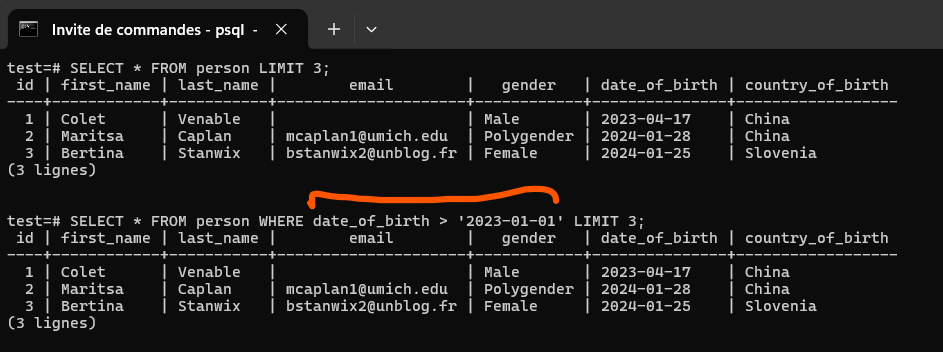 Invite de commandes - psql -
test=# SELECT * FROM person LIMIT 3;
 id | first_name | last_name |         email         |   gender   | date_of_birth | country_of_birth
----+------------+-----------+-----------------------+------------+---------------+------------------
  1 | Colet      | Venable   |                       | Male       | 2023-04-17    | China
  2 | Maritsa    | Caplan    | mcaplan1@umich.edu    | Polygender | 2024-01-28    | China
  3 | Bertina    | Stanwix   | bstanwix2@unblog.fr   | Female     | 2024-01-25    | Slovenia
(3 lignes)
test=# SELECT * FROM person WHERE date_of_birth > '2023-01-01' LIMIT 3;
 id | first_name | last_name |         email         |   gender   | date_of_birth | country_of_birth
----+------------+-----------+-----------------------+------------+---------------+------------------
  1 | Colet      | Venable   |                       | Male       | 2023-04-17    | China
  2 | Maritsa    | Caplan    | mcaplan1@umich.edu    | Polygender | 2024-01-28    | China
  3 | Bertina    | Stanwix   | bstanwix2@unblog.fr   | Female     | 2024-01-25    | Slovenia
(3 lignes)